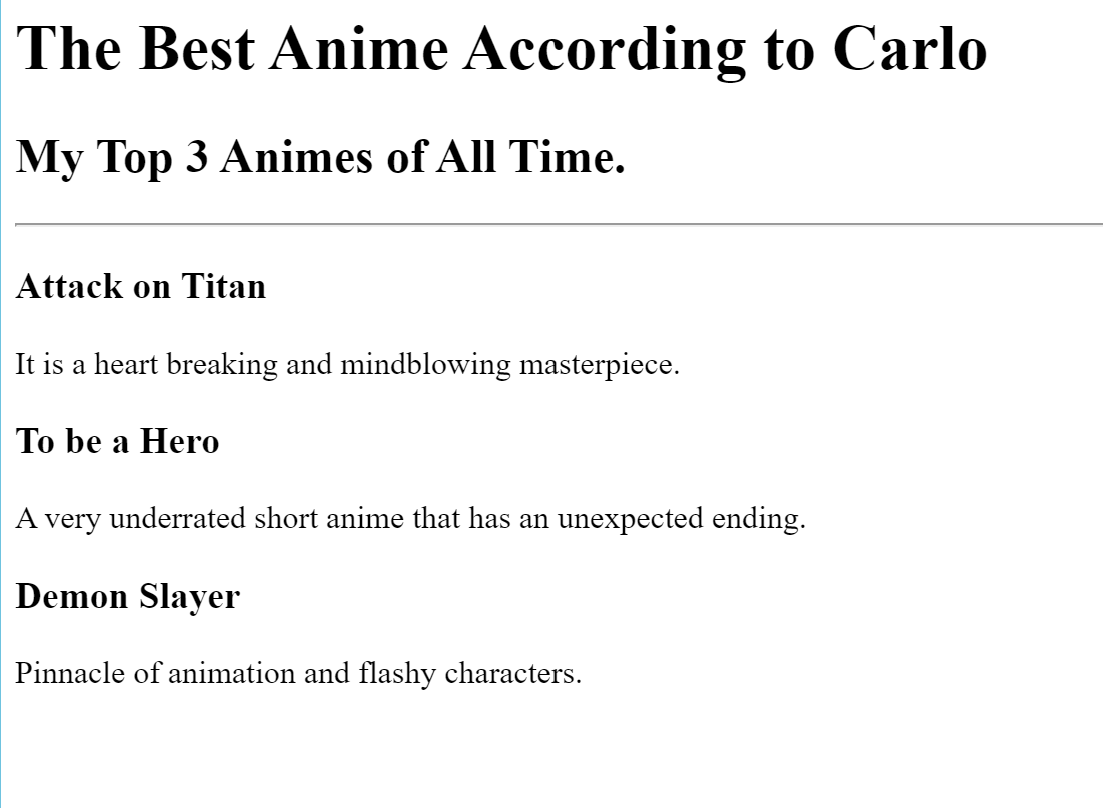 The Best Anime According to Carlo
My Top 3 Animes of All Time.
Attack on Titan
It is a heart breaking and mindblowing masterpiece.
To be a Hero
A very underrated short anime that has an unexpected ending.
Demon Slayer
Pinnacle of animation and flashy characters.